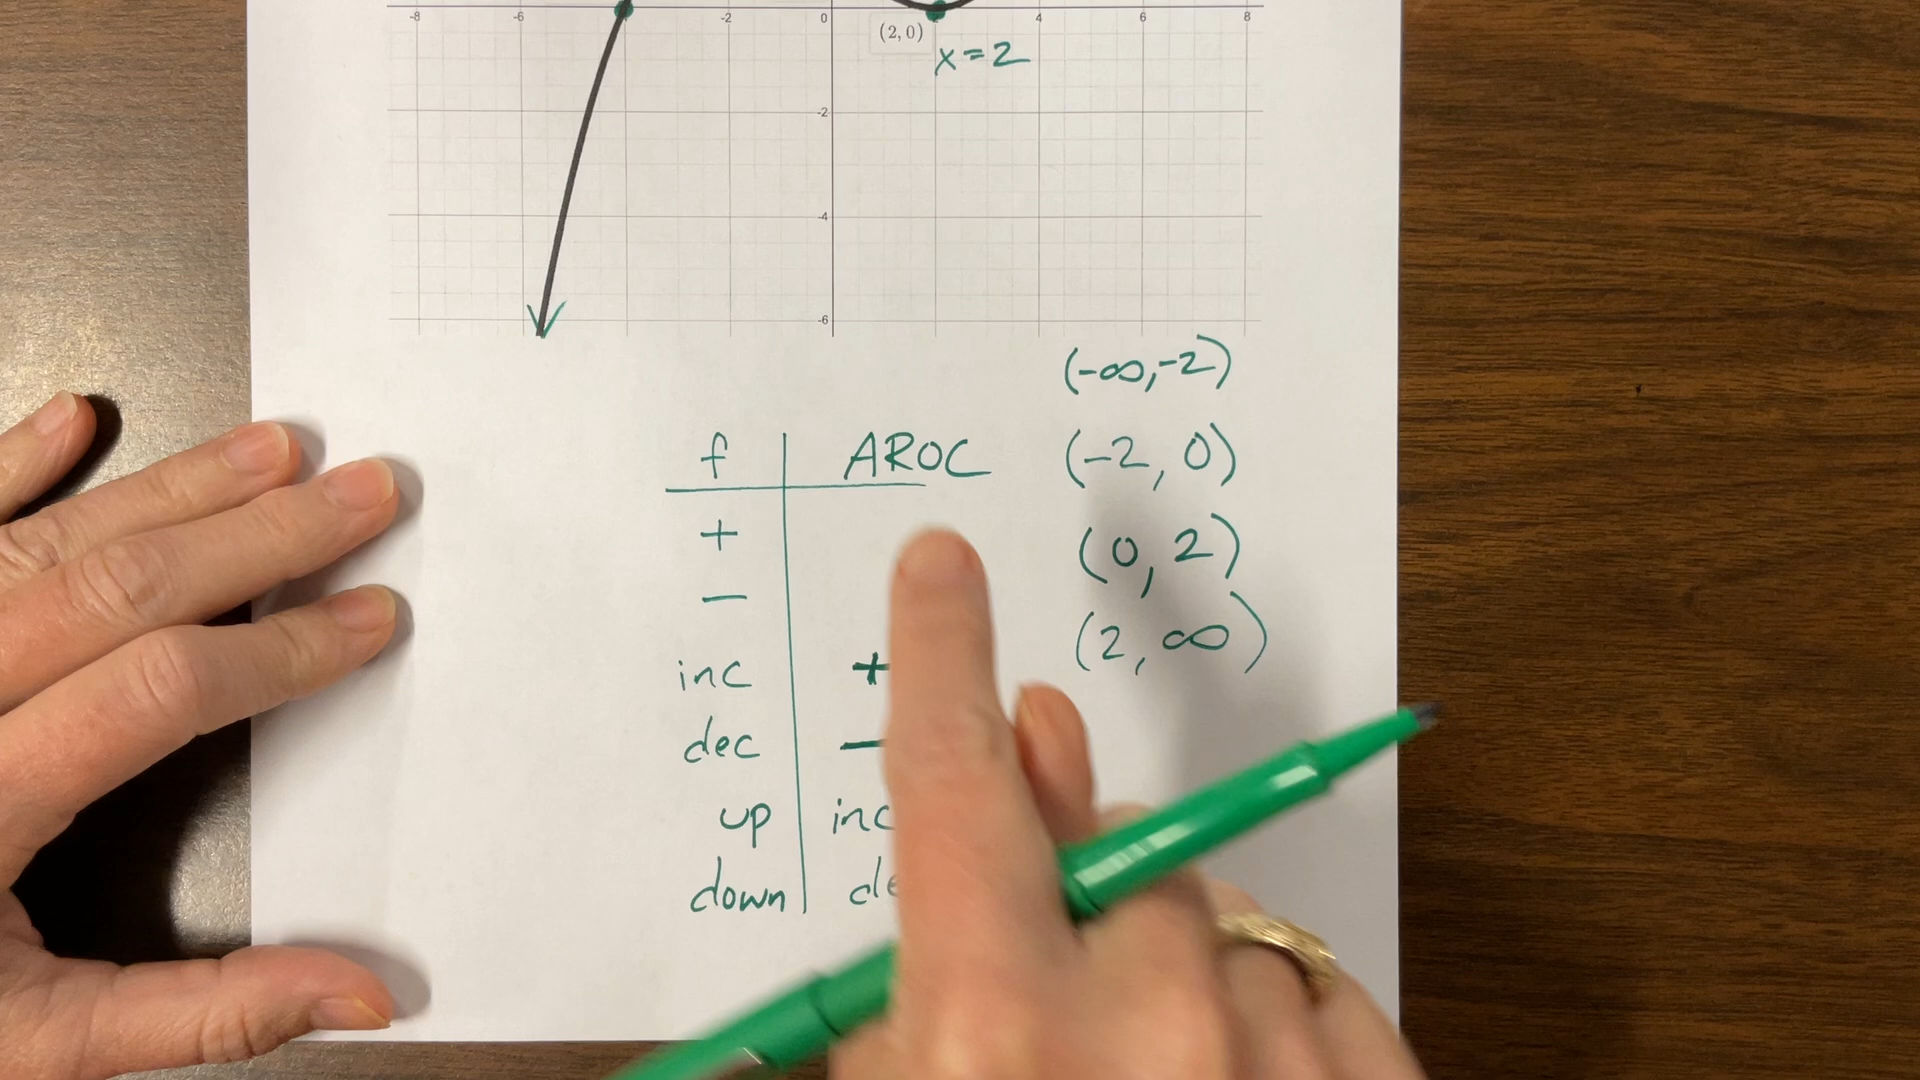 -8 -6 -2 0 4 6 8
(2, 0)
x=2
-2
-4
-6
(-∞,-2)
f AROC (-2, 0)
+ (0, 2)
- (2, ∞)
inc +
dec -
up inc
down